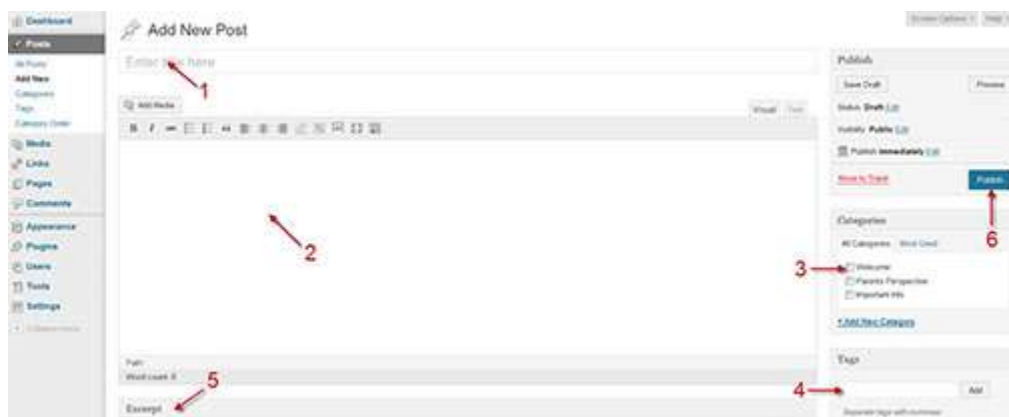 Dashboard
Posts
All Posts
Add New
Categories
Tags
Category Order
Media
Links
Pages
Comments
Appearance
Plugins
Users
Tools
Settings
Add New Post
Screen Options
Help
Enter title here
1
Add Media
Visual
Text
2
Path:
Word count: 0
5
Excerpt
Publish
Save Draft
Preview
Status: Draft Edit
Visibility: Public Edit
Publish immediately Edit
Move to Trash
Publish
6
Categories
All Categories
Most Used
3
Welcome
Parents Perspective
Important Info
+ Add New Category
Tags
4
Add
Separate tags with commas